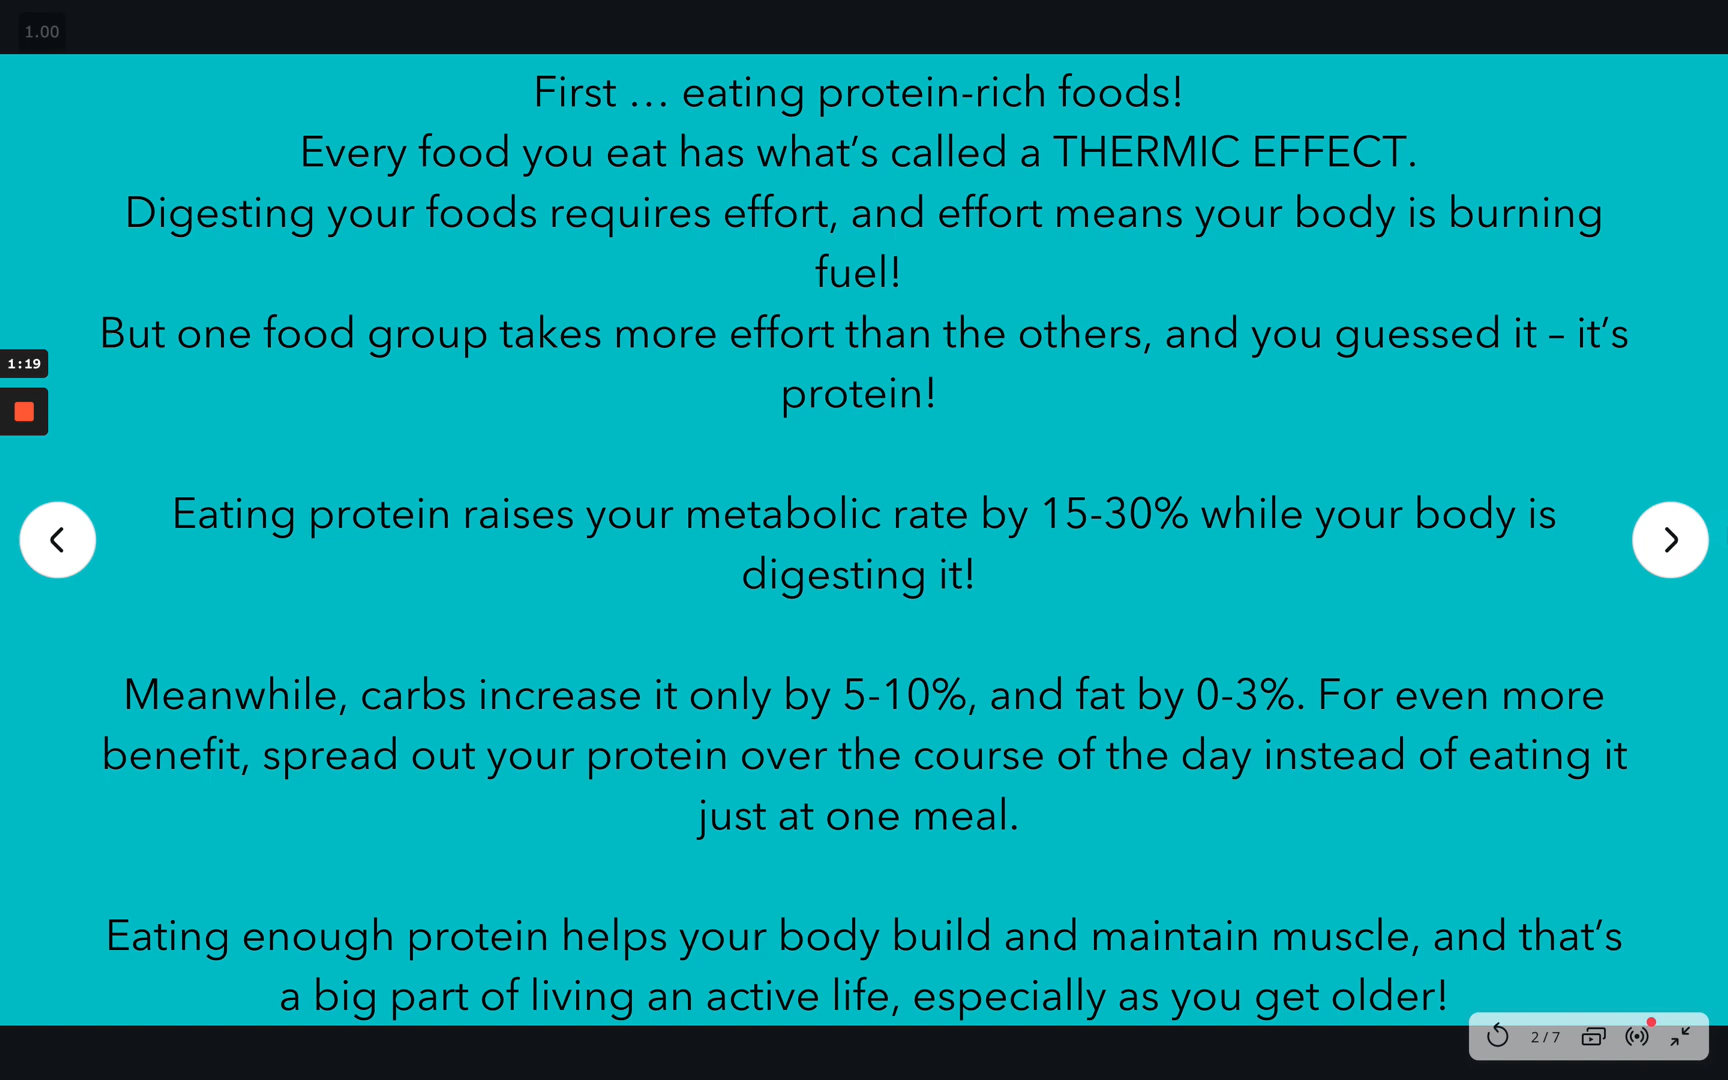 1.00
First … eating protein-rich foods!
Every food you eat has what’s called a THERMIC EFFECT.
Digesting your foods requires effort, and effort means your body is burning
fuel!
But one food group takes more effort than the others, and you guessed it – it’s
protein!
1:19
Eating protein raises your metabolic rate by 15-30% while your body is
digesting it!
Meanwhile, carbs increase it only by 5-10%, and fat by 0-3%. For even more
benefit, spread out your protein over the course of the day instead of eating it
just at one meal.
Eating enough protein helps your body build and maintain muscle, and that’s
a big part of living an active life, especially as you get older!
2/7